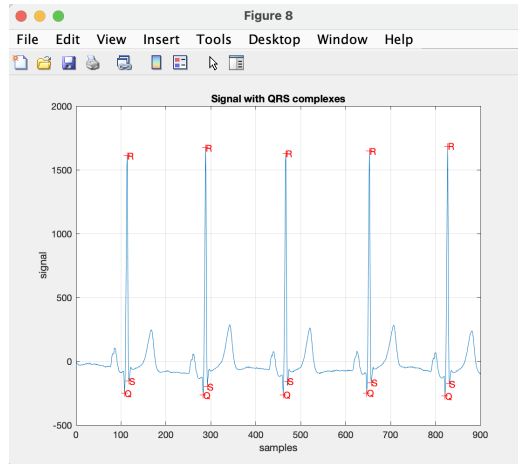 Figure 8
File Edit View Insert Tools Desktop Window Help
Signal with QRS complexes
2000
1500
1000
500
0
-500
signal
R R R R R
S S S S S
Q Q Q Q Q
0 100 200 300 400 500 600 700 800 900
samples